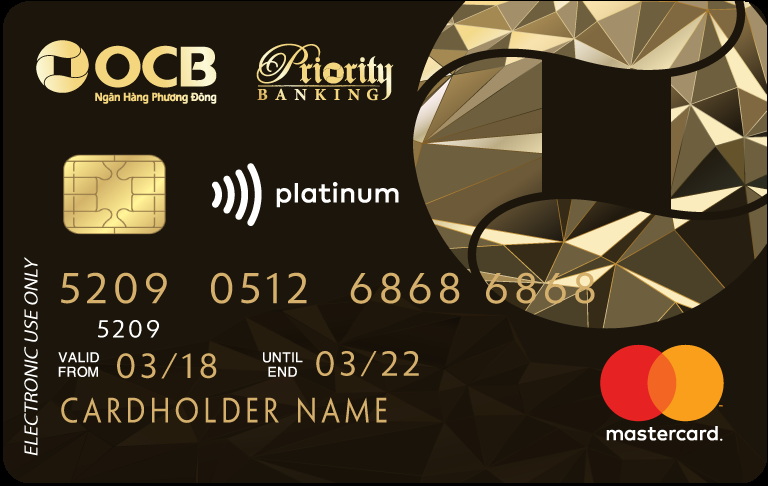 OCB
Ngân Hàng Phương Đông
Priority
BANKING
platinum
5209 0512 6868 6868
5209
VALID FROM 03/18 UNTIL END 03/22
CARDHOLDER NAME
ELECTRONIC USE ONLY
mastercard.